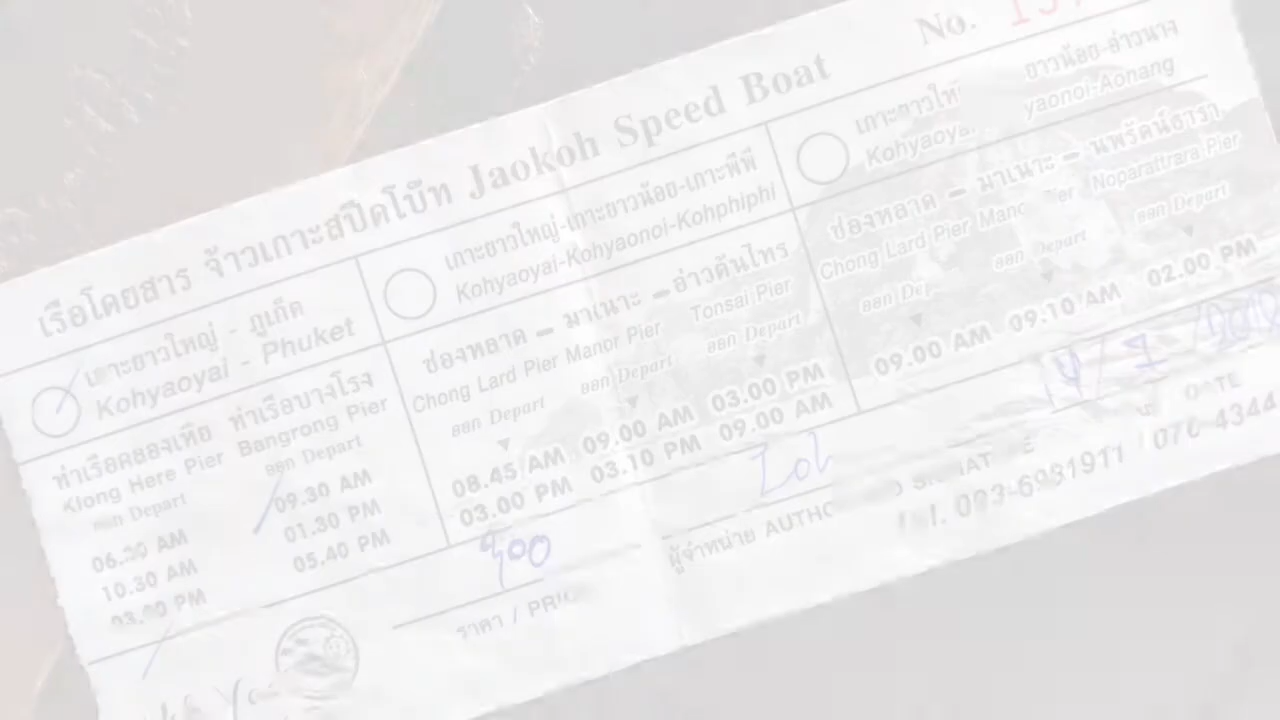 เรือโดยสาร จ้าวเกาะสปีดโบ๊ท Jaokoh Speed Boat No.
เกาะยาวใหญ่ - ภูเก็ต
Kohyaoyai - Phuket
ท่าเรือคลองเหีย ท่าเรือบางโรง
Klong Here Pier Bangrong Pier
ออก Depart ออก Depart
06.30 AM 09.30 AM
10.30 AM 01.30 PM
03.00 PM 05.40 PM
เกาะยาวใหญ่-เกาะยาวน้อย-เกาะพีพี
Kohyaoyai-Kohyaonoi-Kohphiphi
ช่องหลาด - มาเนาะ - อ่าวต้นไทร
Chong Lard Pier Manor Pier Tonsai Pier
ออก Depart ออก Depart ออก Depart
08.45 AM 09.00 AM 03.00 PM
03.00 PM 03.10 PM 09.00 AM
ยาวน้อย-อ่าวนาง
yaonoi-Aonang
ช่องหลาด - มาเนาะ - นพรัตน์ธารา
Chong Lard Pier Noparattrara Pier
ออก Depart ออก Depart
09.00 AM 09.10 AM 02.00 PM
ราคา / PRICE
ผู้จำหน่าย
Tel. 093-6981911